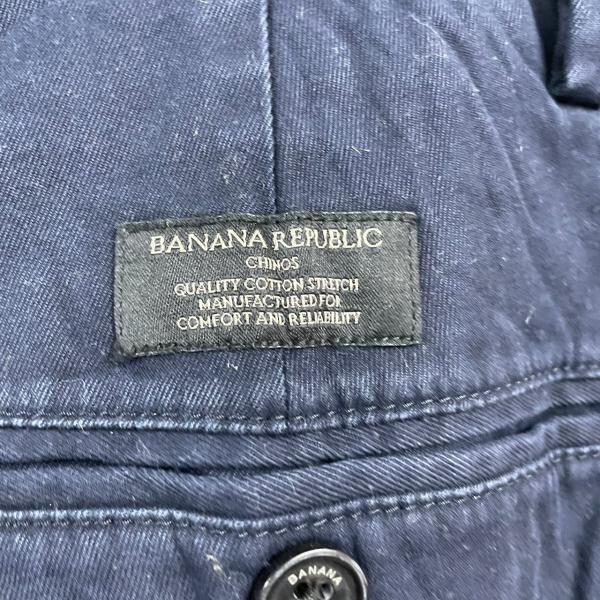 BANANA REPUBLIC
CHINOS
QUALITY COTTON STRETCH
MANUFACTURED FOR
COMFORT AND RELIABILITY
BANANA